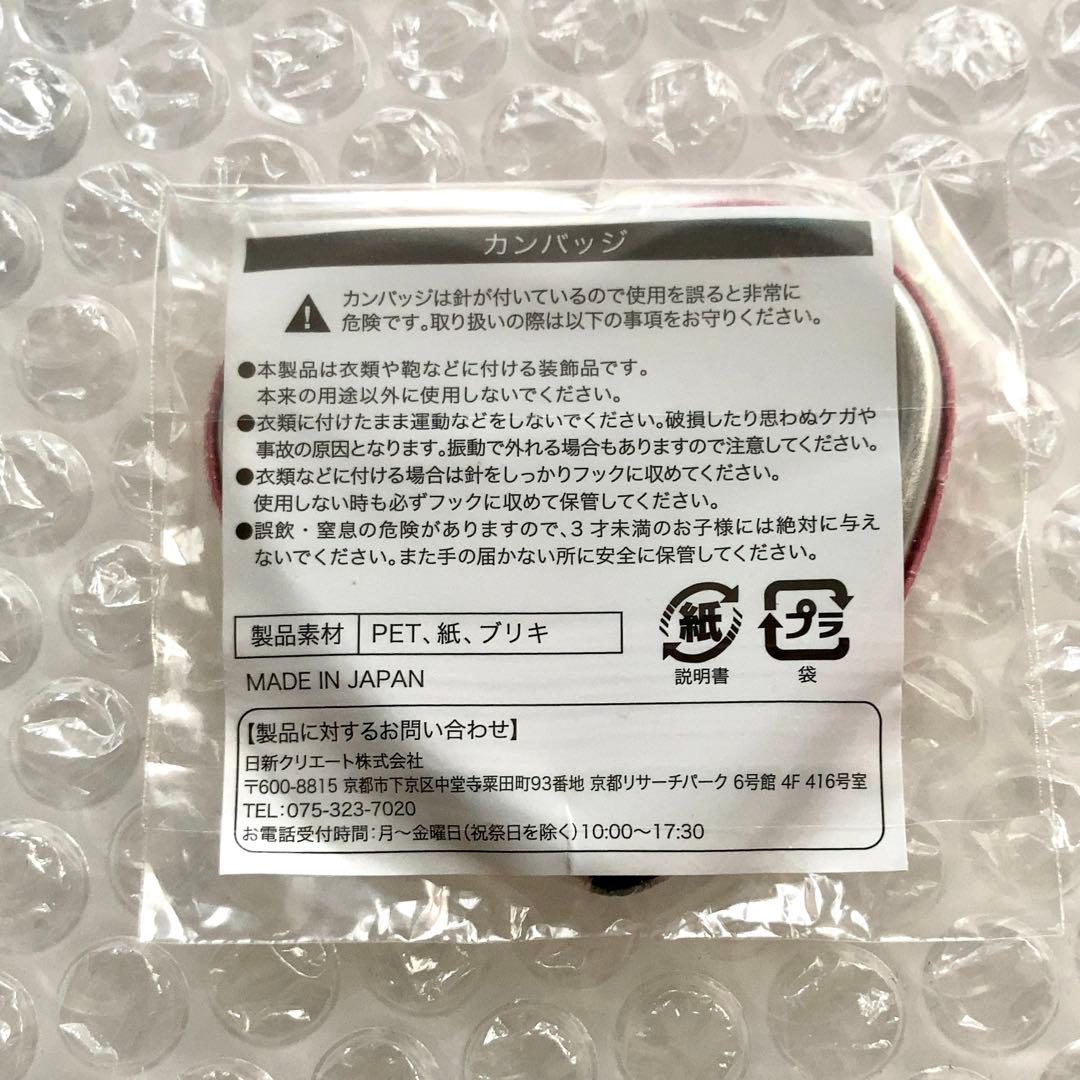 カンバッジ
カンバッジは針が付いているので使用を誤ると非常に
危険です。取り扱いの際は以下の事項をお守りください。
●本製品は衣類や鞄などに付ける装飾品です。
本来の用途以外に使用しないでください。
●衣類に付けたまま運動などをしないでください。破損したり思わぬケガや
事故の原因となります。振動で外れる場合もありますので注意してください。
●衣類などに付ける場合は針をしっかりフックに収めてください。
使用しない時も必ずフックに収めて保管してください。
●誤飲・窒息の危険がありますので、3才未満のお子様には絶対に与え
ないでください。また手の届かない所に安全に保管してください。
製品素材 PET、紙、ブリキ
紙 プラ
説明書 袋
MADE IN JAPAN
【製品に対するお問い合わせ】
日新クリエート株式会社
〒600-8815 京都市下京区中堂寺粟田町93番地 京都リサーチパーク 6号館 4F 416号室
TEL:075-323-7020
お電話受付時間:月〜金曜日(祝祭日を除く)10:00〜17:30